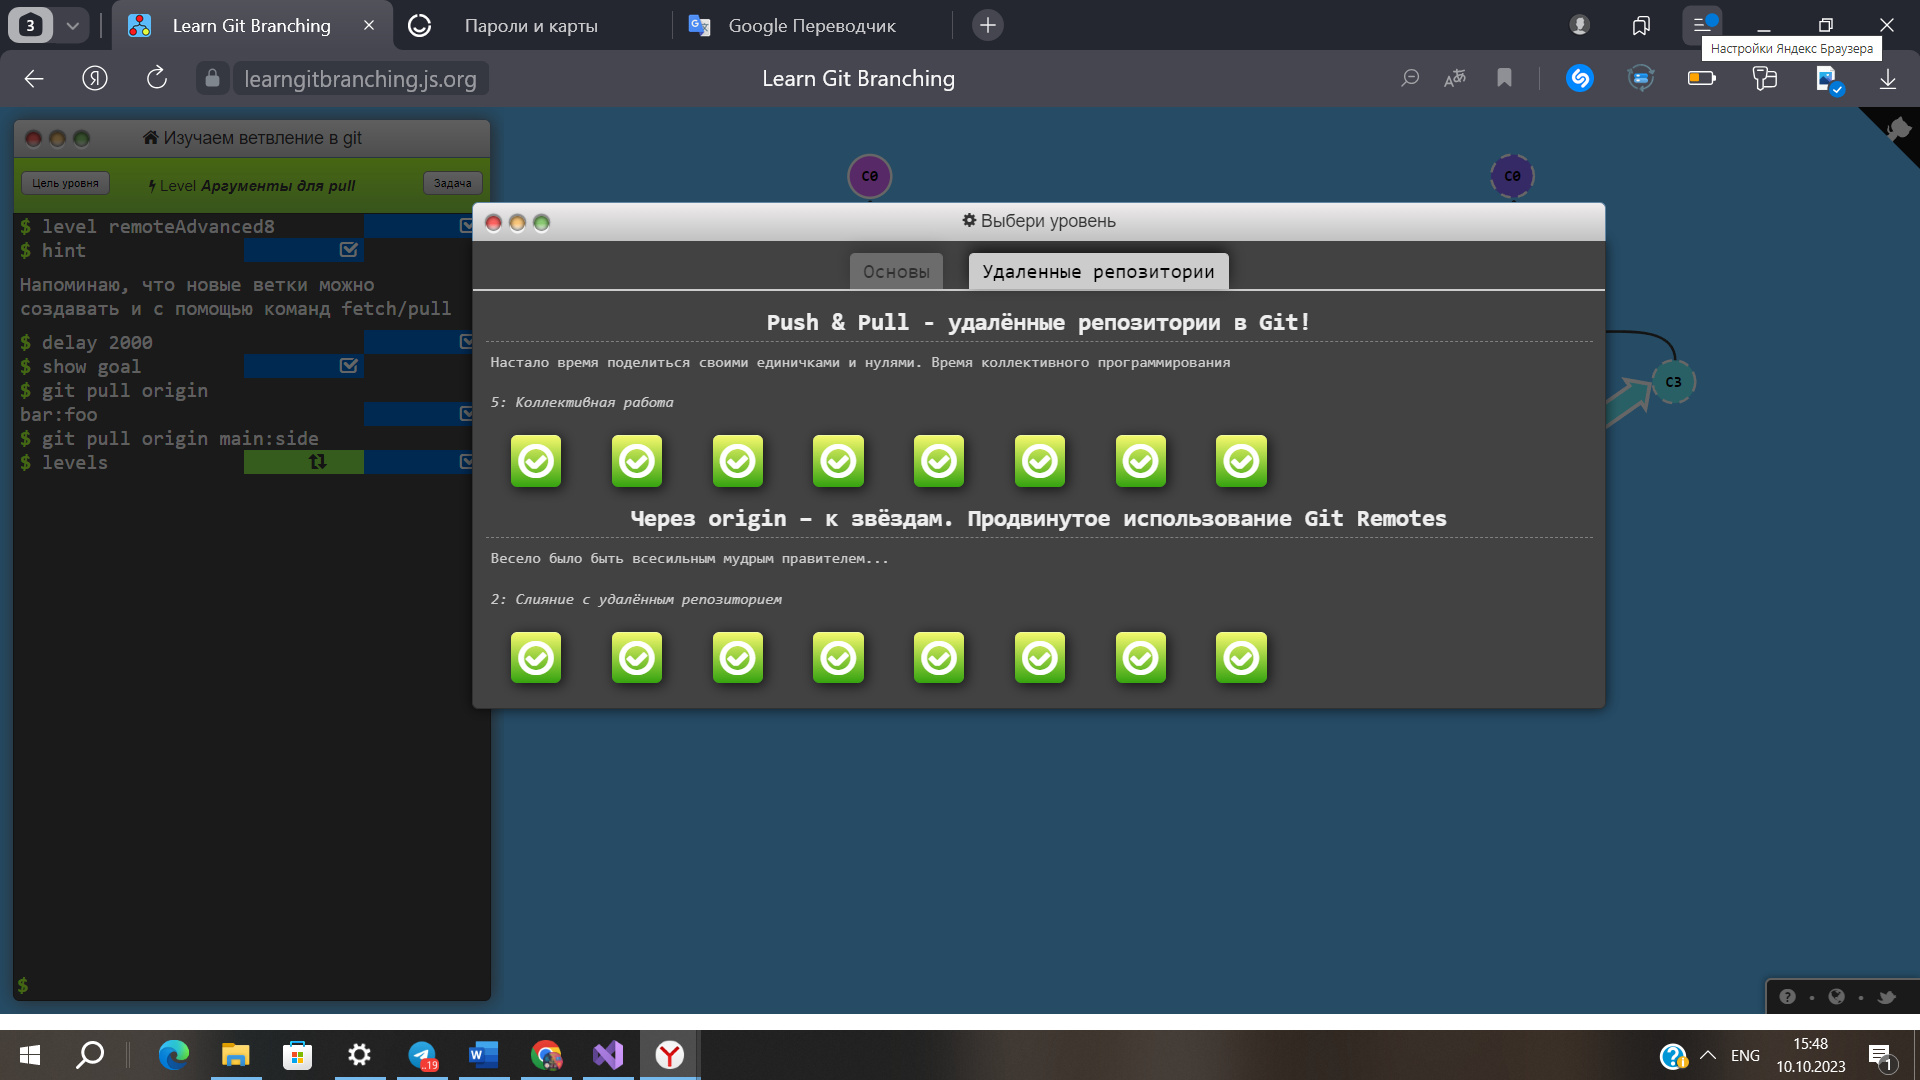 3
Learn Git Branching
Пароли и карты
Google Переводчик
Настройки Яндекс Браузера
learngitbranching.js.org
Learn Git Branching
Изучаем ветвление в git
Цель уровня
Level Аргументы для pull
Задача
$ level remoteAdvanced8
$ hint
Напоминаю, что новые ветки можно
создавать и с помощью команд fetch/pull
$ delay 2000
$ show goal
$ git pull origin
bar:foo
$ git pull origin main:side
$ levels
$
C0
C0
C3
Выбери уровень
Основы
Удаленные репозитории
Push & Pull - удалённые репозитории в Git!
Настало время поделиться своими единичками и нулями. Время коллективного программирования
5: Коллективная работа
Через origin – к звёздам. Продвинутое использование Git Remotes
Весело было быть всесильным мудрым правителем...
2: Слияние с удалённым репозиторием
..19
ENG
15:48
10.10.2023
1